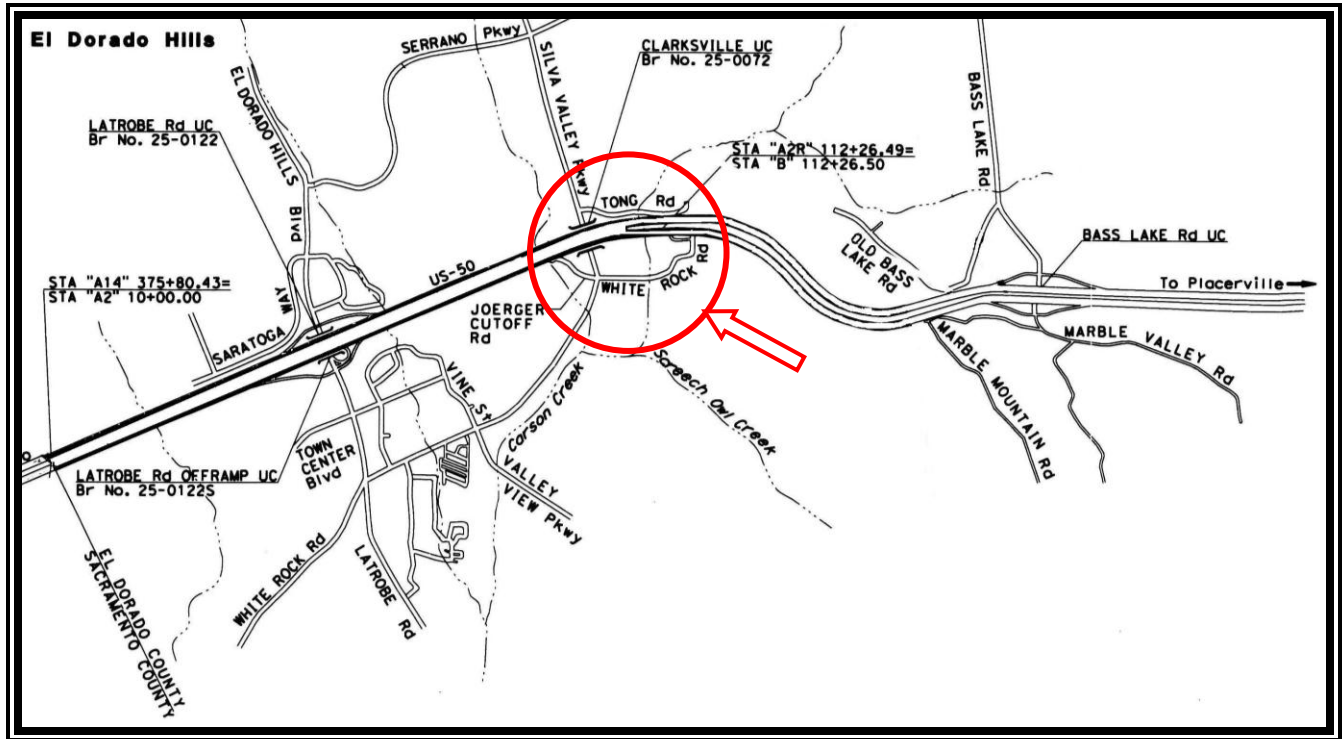 El Dorado Hills
SERRANO Pkwy
SILVA VALLEY Pkwy
CLARKSVILLE UC
Br No. 25-0072
EL DORADO HILLS
Blvd
LATROBE Rd UC
Br No. 25-0122
BASS LAKE Rd
STA "A2R" 112+26.49=
STA "B" 112+26.50
TONG Rd
OLD BASS
LAKE Rd
BASS LAKE Rd UC
To Placerville
US-50
STA "A14" 375+80.43=
STA "A2" 10+00.00
SARATOGA WAY
WHITE ROCK Rd
JOERGER
CUTOFF
Rd
MARBLE VALLEY Rd
MARBLE MOUNTAIN Rd
Screech Owl Creek
Carson Creek
VINE St
TOWN
CENTER
Blvd
LATROBE Rd OFFRAMP UC
Br No. 25-0122S
VALLEY
VIEW Pkwy
WHITE ROCK Rd
LATROBE Rd
EL DORADO COUNTY
SACRAMENTO COUNTY